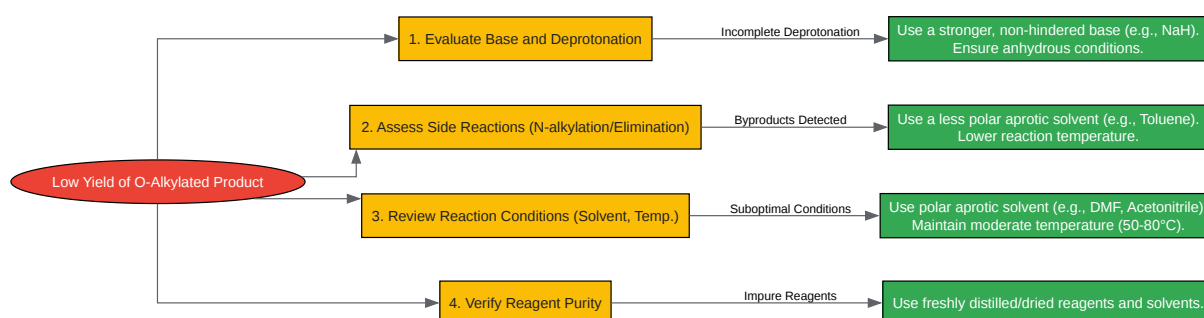 1. Evaluate Base and Deprotonation
Incomplete Deprotonation
Use a stronger, non-hindered base (e.g., NaH).
Ensure anhydrous conditions.
2. Assess Side Reactions (N-alkylation/Elimination)
Byproducts Detected
Use a less polar aprotic solvent (e.g., Toluene).
Lower reaction temperature.
Low Yield of O-Alkylated Product
3. Review Reaction Conditions (Solvent, Temp.)
Suboptimal Conditions
Use polar aprotic solvent (e.g., DMF, Acetonitrile)
Maintain moderate temperature (50-80°C).
4. Verify Reagent Purity
Impure Reagents
Use freshly distilled/dried reagents and solvents.